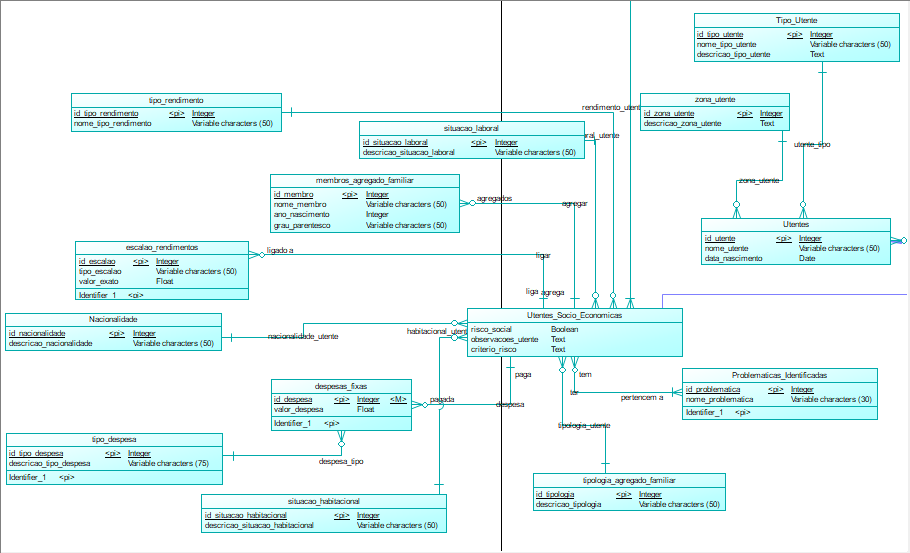 Tipo_Utente
id_tipo_utente <pi> Integer
nome_tipo_utente Variable characters (50)
descricao_tipo_utente Text
tipo_rendimento
id_tipo_rendimento <pi> Integer
nome_tipo_rendimento Variable characters (50)
rendimento_utent
zona_utente
id_zona_utente <pi> Integer
descricao_zona_utente Text
situacao_laboral
id_situacao_laboral <pi> Integer
descricao_situacao_laboral Variable characters (50)
ral_utente
utente_tipo
zona_utente
membros_agregado_familiar
id_membro <pi> Integer
nome_membro Variable characters (50)
ano_nascimento Integer
grau_parentesco Variable characters (50)
agregados
agregar
Utentes
id_utente <pi> Integer
nome_utente Variable characters (50)
data_nascimento Date
escalao_rendimentos
id_escalao <pi> Integer
tipo_escalao Variable characters (50)
valor_exato Float
Identifier_1 <pi>
ligado a
ligar
liga
agrega
Utentes_Socio_Economicas
risco_social Boolean
observacoes_utente Text
criterio_risco Text
Nacionalidade
id_nacionalidade <pi> Integer
descricao_nacionalidade Variable characters (50)
nacionalidade_utente
habitacional_utent
paga
tem
ter
pertencem a
Problematicas_Identificadas
id_problematica <pi> Integer
nome_problematica Variable characters (30)
Identifier_1 <pi>
despesas_fixas
id_despesa <pi> Integer <M>
valor_despesa Float
Identifier_1 <pi>
pagada
despesa
tipologia_utente
tipo_despesa
id_tipo_despesa <pi> Integer
descricao_tipo_despesa Variable characters (75)
Identifier_1 <pi>
despesa_tipo
tipologia_agregado_familiar
id_tipologia <pi> Integer
descricao_tipologia Variable characters (50)
situacao_habitacional
id_situacao_habitacional <pi> Integer
descricao_situacao_habitacional Variable characters (50)